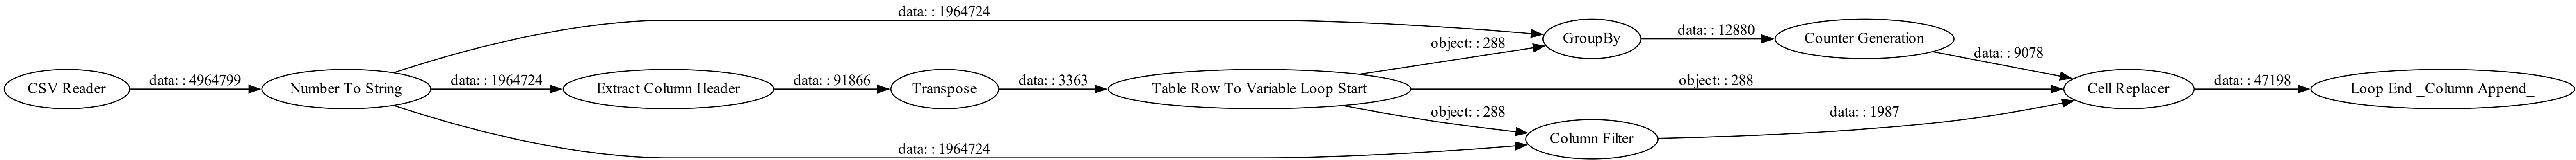 CSV Reader
data: : 4964799
Number To String
data: : 1964724
data: : 1964724
data: : 1964724
Extract Column Header
data: : 91866
Transpose
data: : 3363
Table Row To Variable Loop Start
object: : 288
object: : 288
object: : 288
GroupBy
data: : 12880
Counter Generation
data: : 9078
Column Filter
data: : 1987
Cell Replacer
data: : 47198
Loop End _Column Append_